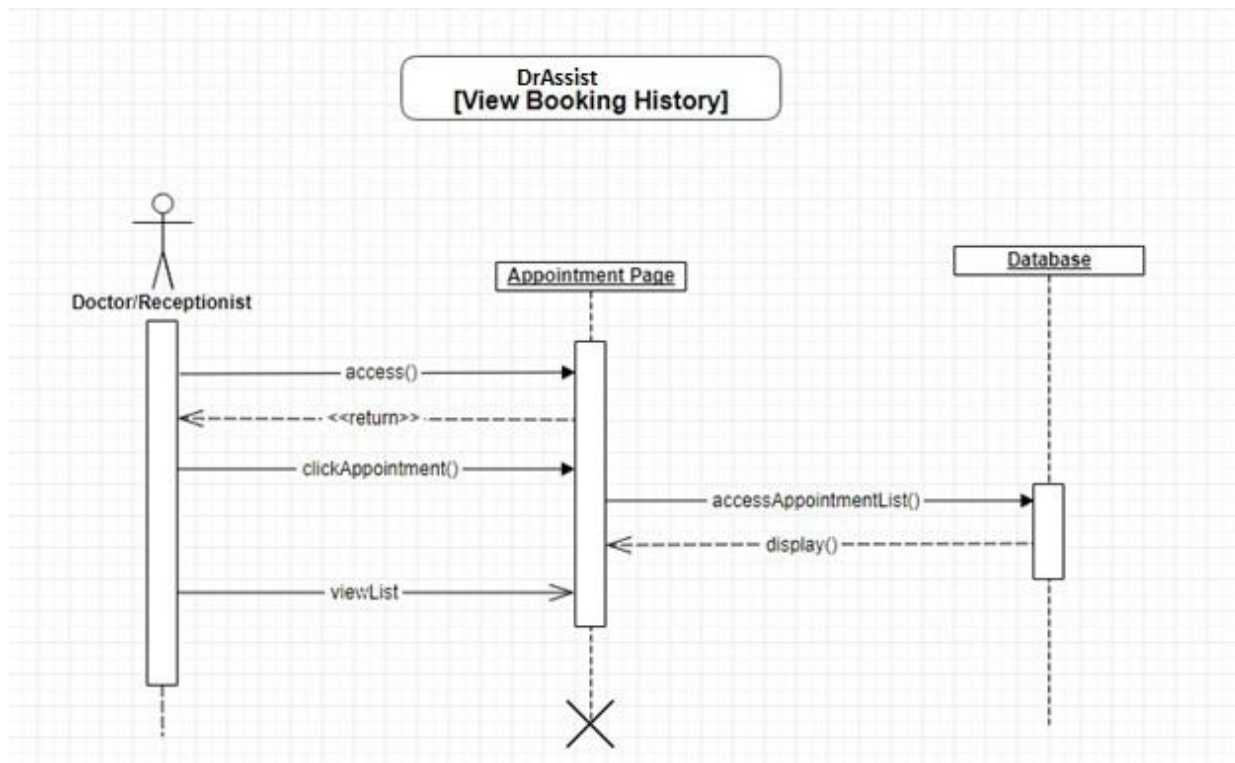 DrAssist
[View Booking History]
Database
Appointment Page
Doctor/Receptionist
access()
<<return>>
clickAppointment()
accessAppointmentList()
display()
viewList